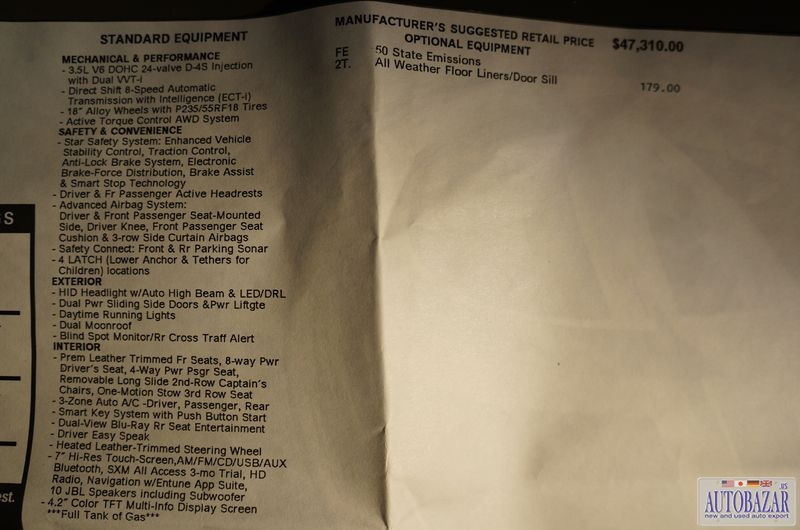 STANDARD EQUIPMENT
MECHANICAL & PERFORMANCE
- 3.5L V6 DOHC 24-valve D-4S Injection
with Dual VVT-i
- Direct Shift 8-Speed Automatic
Transmission with Intelligence (ECT-i)
- 18" Alloy Wheels with P235/55RF18 Tires
- Active Torque Control AWD System
SAFETY & CONVENIENCE
- Star Safety System: Enhanced Vehicle
Stability Control, Traction Control,
Anti-Lock Brake System, Electronic
Brake-Force Distribution, Brake Assist
& Smart Stop Technology
- Driver & Fr Passenger Active Headrests
- Advanced Airbag System:
Driver & Front Passenger Seat-Mounted
Side, Driver Knee, Front Passenger Seat
Cushion & 3-row Side Curtain Airbags
- Safety Connect: Front & Rr Parking Sonar
- 4 LATCH (Lower Anchor & Tethers for
Children) locations
EXTERIOR
- HID Headlight w/Auto High Beam & LED/DRL
- Dual Pwr Sliding Side Doors &Pwr Liftgte
- Daytime Running Lights
- Dual Moonroof
- Blind Spot Monitor/Rr Cross Traff Alert
INTERIOR
- Prem Leather Trimmed Fr Seats, 8-way Pwr
Driver's Seat, 4-Way Pwr Psgr Seat,
Removable Long Slide 2nd-Row Captain's
Chairs, One-Motion Stow 3rd Row Seat
- 3-Zone Auto A/C -Driver, Passenger, Rear
- Smart Key System with Push Button Start
- Dual-View Blu-Ray Rr Seat Entertainment
- Driver Easy Speak
- Heated Leather-Trimmed Steering Wheel
- 7" Hi-Res Touch-Screen,AM/FM/CD/USB/AUX
Bluetooth, SXM All Access 3-mo Trial, HD
Radio, Navigation w/Entune App Suite,
10 JBL Speakers including Subwoofer
- 4.2" Color TFT Multi-Info Display Screen
***Full Tank of Gas***
MANUFACTURER'S SUGGESTED RETAIL PRICE $47,310.00
OPTIONAL EQUIPMENT
FE 50 State Emissions
2T. All Weather Floor Liners/Door Sill 179.00
S
est.
AUTOBAZAR.US
new and used auto export